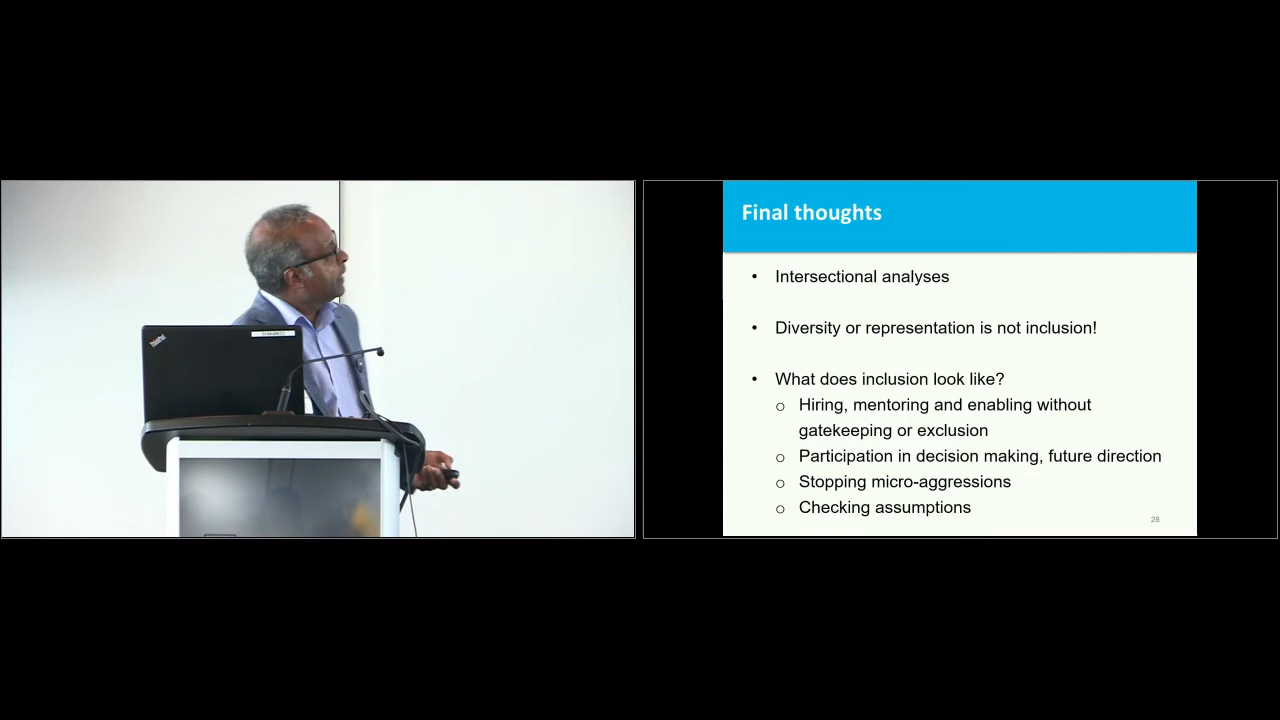 ThinkPad
Final thoughts
• Intersectional analyses
• Diversity or representation is not inclusion!
• What does inclusion look like?
o Hiring, mentoring and enabling without
gatekeeping or exclusion
o Participation in decision making, future direction
o Stopping micro-aggressions
o Checking assumptions
28